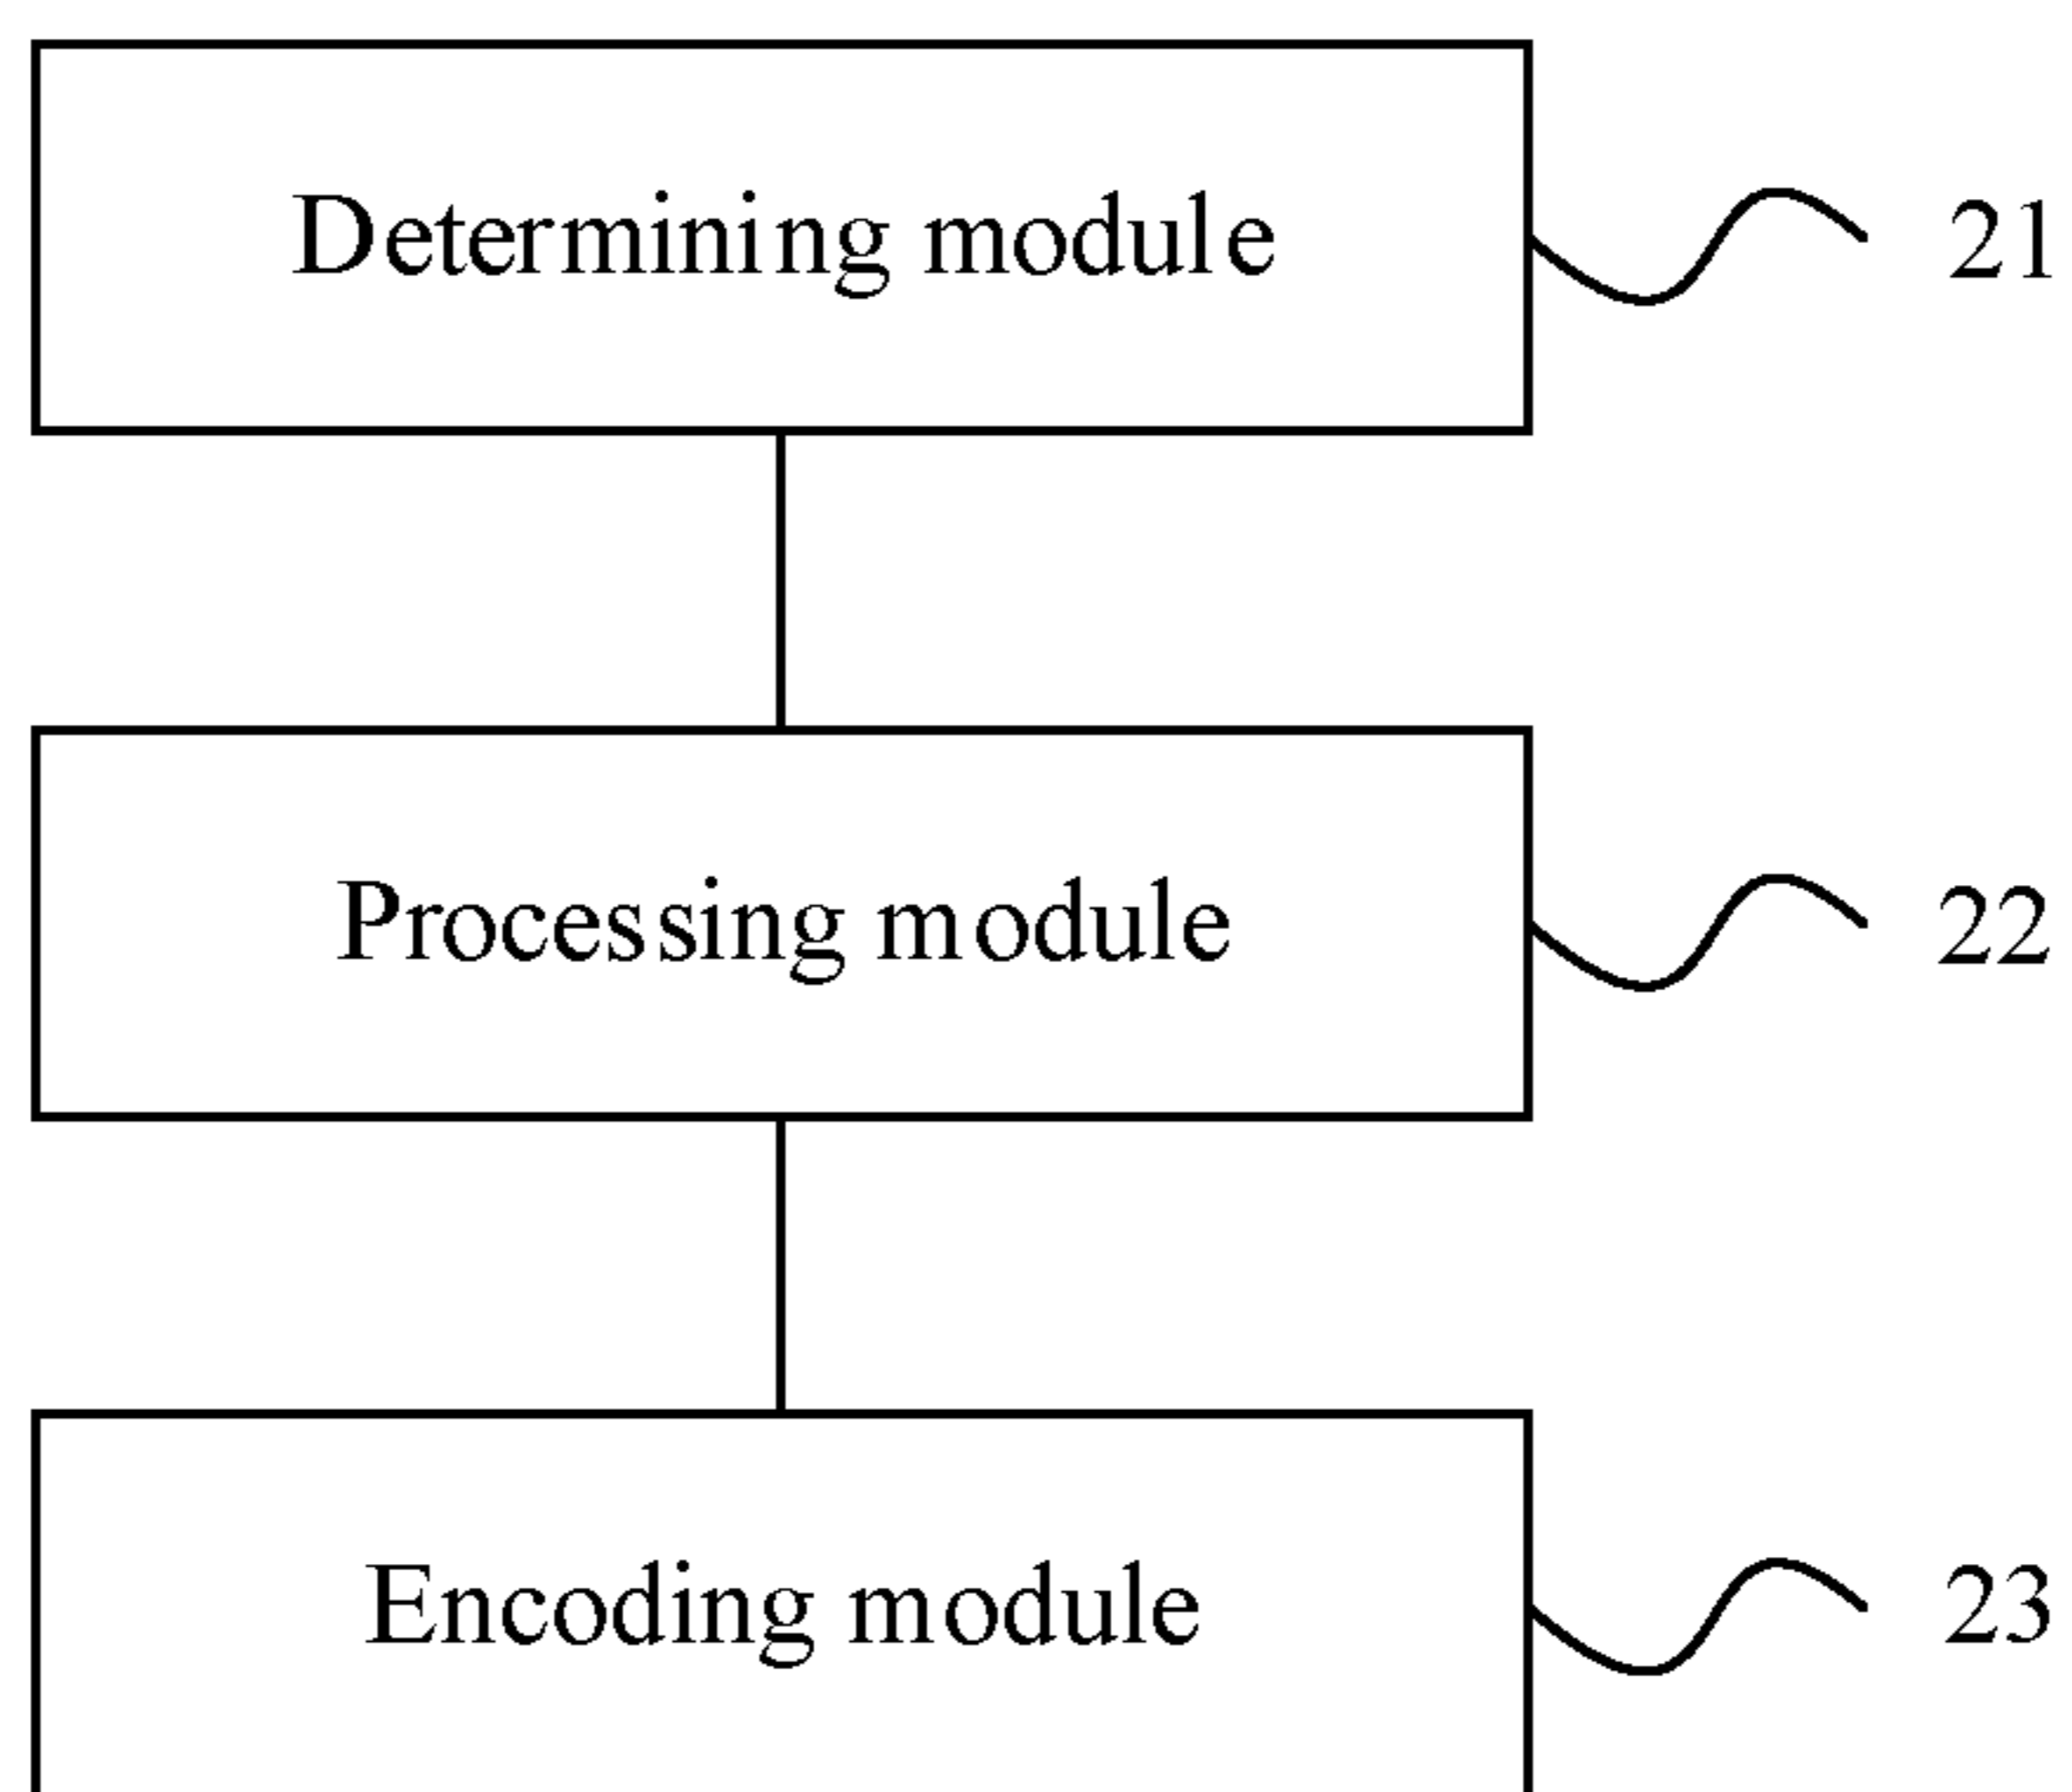 Determining module 21
Processing module 22
Encoding module 23